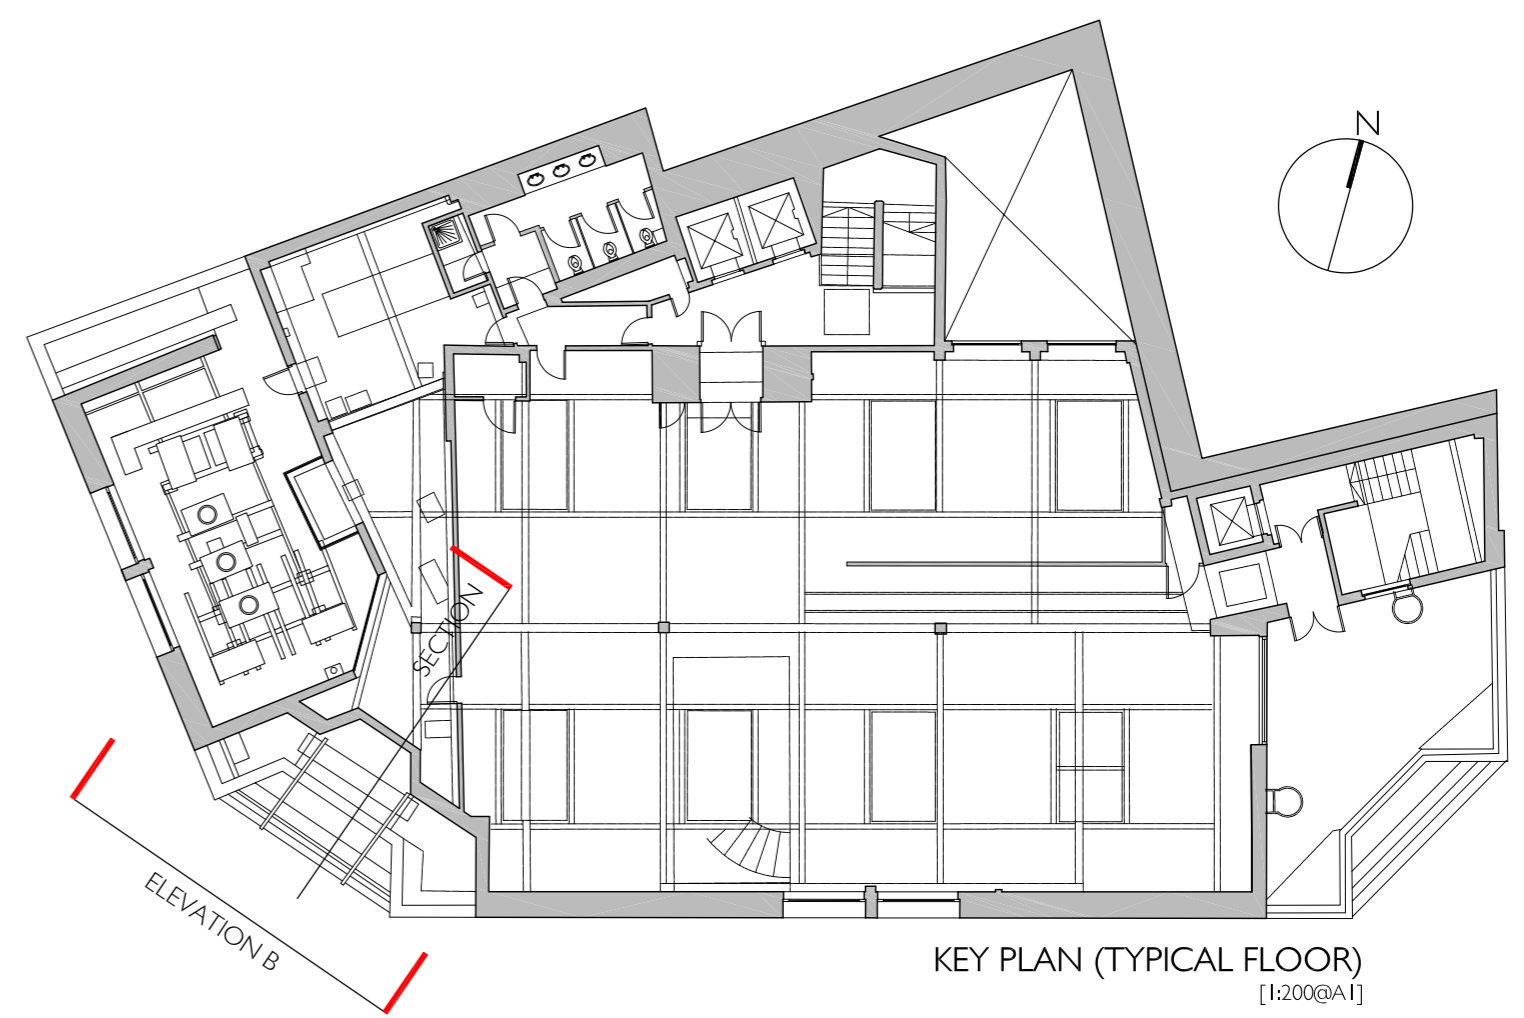 N
SECTION
ELEVATION B
KEY PLAN (TYPICAL FLOOR)
[1:200@A1]